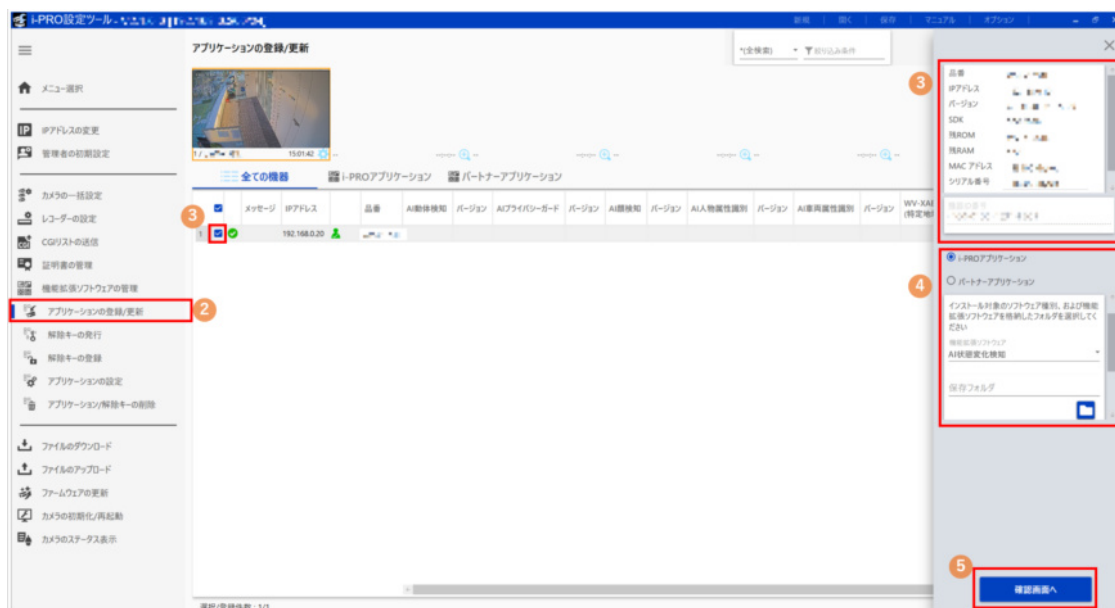 i-PRO設定ツール
新規 | 開く | 保存 | マニュアル | オプション
アプリケーションの登録/更新
*(全検索)
絞り込み条件
メニュー選択
IPアドレスの変更
管理者の初期設定
カメラの一括設定
レコーダーの設定
CGIリストの送信
証明書の管理
機能拡張ソフトウェアの管理
アプリケーションの登録/更新
2
解除キーの発行
解除キーの登録
アプリケーションの設定
アプリケーション/解除キーの削除
ファイルのダウンロード
ファイルのアップロード
ファームウェアの更新
カメラの初期化/再起動
カメラのステータス表示
15:01:42
全ての機器
i-PROアプリケーション
パートナーアプリケーション
3
メッセージ IPアドレス 品番 AI動体検知 バージョン AIプライバシーガード バージョン AI顔検知 バージョン AI人物属性識別 バージョン AI車両属性識別 バージョン
1 192.168.0.20
選択/登録件数 : 1/1
3
品番
IPアドレス
バージョン
SDK
残ROM
残RAM
MAC アドレス
シリアル番号
4
i-PROアプリケーション
パートナーアプリケーション
インストール対象のソフトウェア種別、および機能
拡張ソフトウェアを格納したフォルダを選択してく
ださい
機能拡張ソフトウェア
AI状態変化検知
保存フォルダ
5
確認画面へ